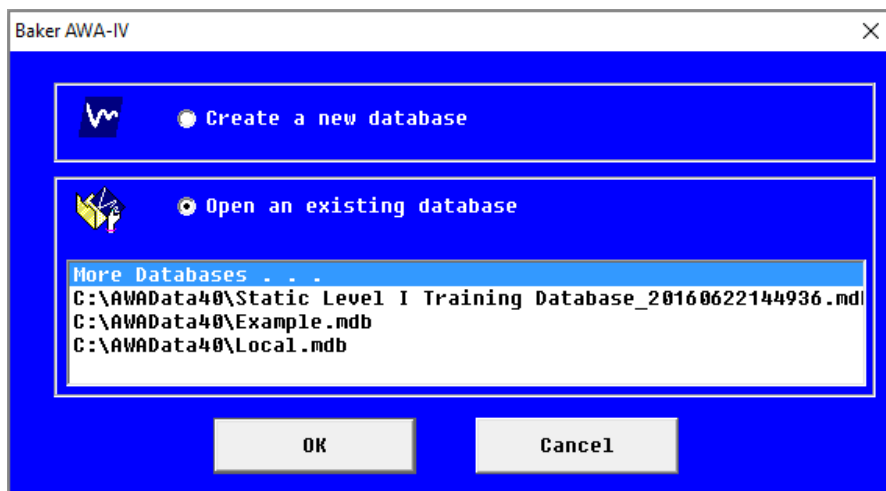 Baker AWA-IV
Create a new database
Open an existing database
More Databases . . .
C:\AWAData40\Static Level I Training Database_20160622144936.md
C:\AWAData40\Example.mdb
C:\AWAData40\Local.mdb
OK
Cancel